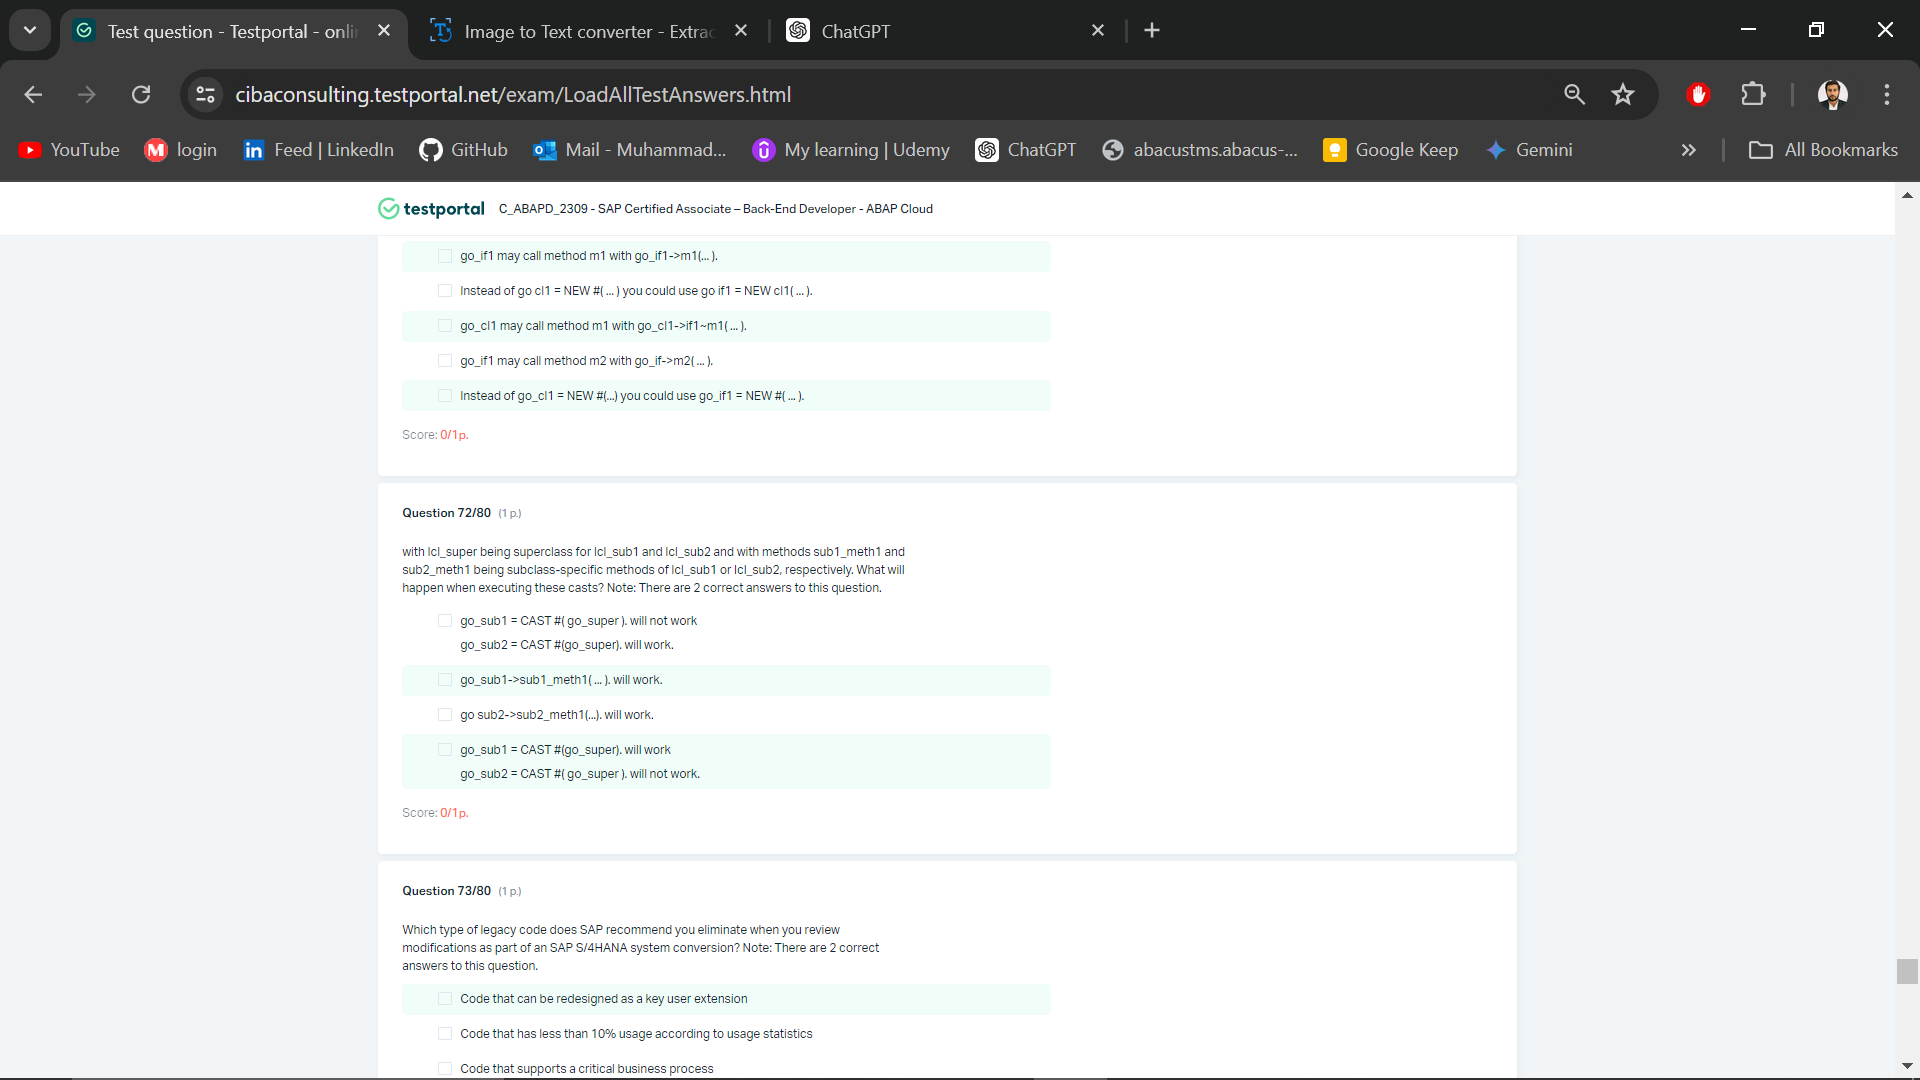 Test question - Testportal - onlin
Image to Text converter - Extrac
ChatGPT
cibaconsulting.testportal.net/exam/LoadAllTestAnswers.html
YouTube
login
Feed | LinkedIn
GitHub
Mail - Muhammad...
My learning | Udemy
ChatGPT
abacustms.abacus-...
Google Keep
Gemini
All Bookmarks
testportal C_ABAPD_2309 - SAP Certified Associate – Back-End Developer - ABAP Cloud
go_if1 may call method m1 with go_if1->m1(... ).
Instead of go cl1 = NEW #( ... ) you could use go if1 = NEW cl1( ... ).
go_cl1 may call method m1 with go_cl1->if1~m1( ... ).
go_if1 may call method m2 with go_if->m2( ... ).
Instead of go_cl1 = NEW #(...) you could use go_if1 = NEW #( ... ).
Score: 0/1p.
Question 72/80 (1 p.)
with lcl_super being superclass for lcl_sub1 and lcl_sub2 and with methods sub1_meth1 and
sub2_meth1 being subclass-specific methods of lcl_sub1 or lcl_sub2, respectively. What will
happen when executing these casts? Note: There are 2 correct answers to this question.
go_sub1 = CAST #( go_super ). will not work
go_sub2 = CAST #(go_super). will work.
go_sub1->sub1_meth1( ... ). will work.
go sub2->sub2_meth1(...). will work.
go_sub1 = CAST #(go_super). will work
go_sub2 = CAST #( go_super ). will not work.
Score: 0/1p.
Question 73/80 (1 p.)
Which type of legacy code does SAP recommend you eliminate when you review
modifications as part of an SAP S/4HANA system conversion? Note: There are 2 correct
answers to this question.
Code that can be redesigned as a key user extension
Code that has less than 10% usage according to usage statistics
Code that supports a critical business process